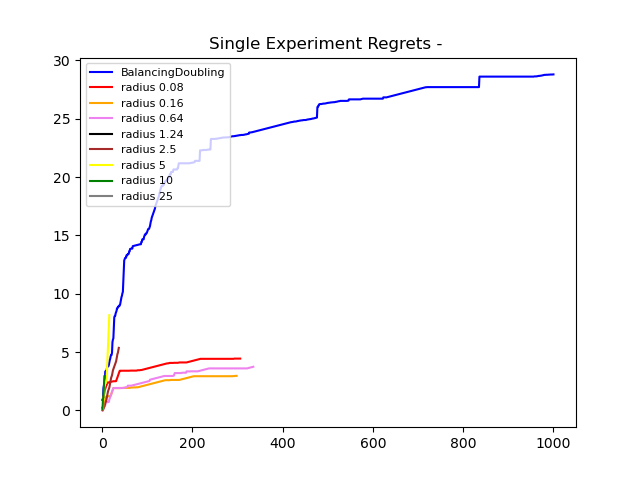 Single Experiment Regrets -
30
25
20
15
10
5
0
BalancingDoubling
radius 0.08
radius 0.16
radius 0.64
radius 1.24
radius 2.5
radius 5
radius 10
radius 25
0 200 400 600 800 1000